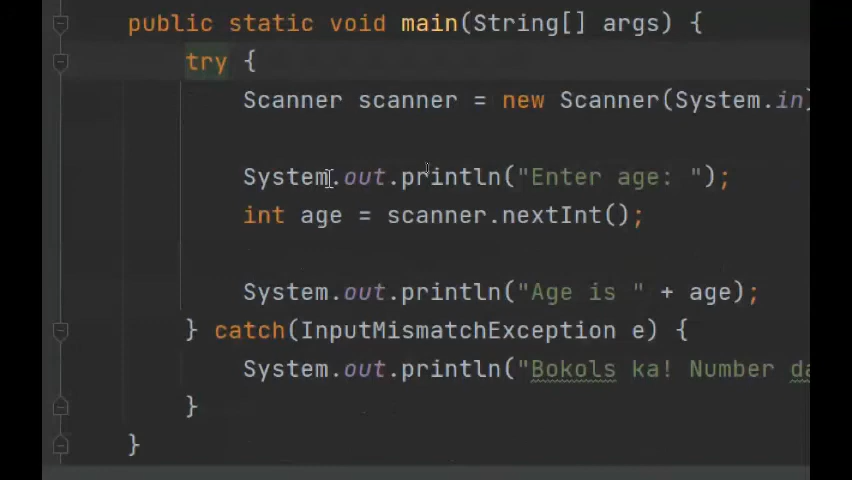 public static void main(String[] args) {
try {
Scanner scanner = new Scanner(System.in)
System.out.println("Enter age: ");
int age = scanner.nextInt();
System.out.println("Age is " + age);
} catch(InputMismatchException e) {
System.out.println("Bokols ka! Number da
}
}